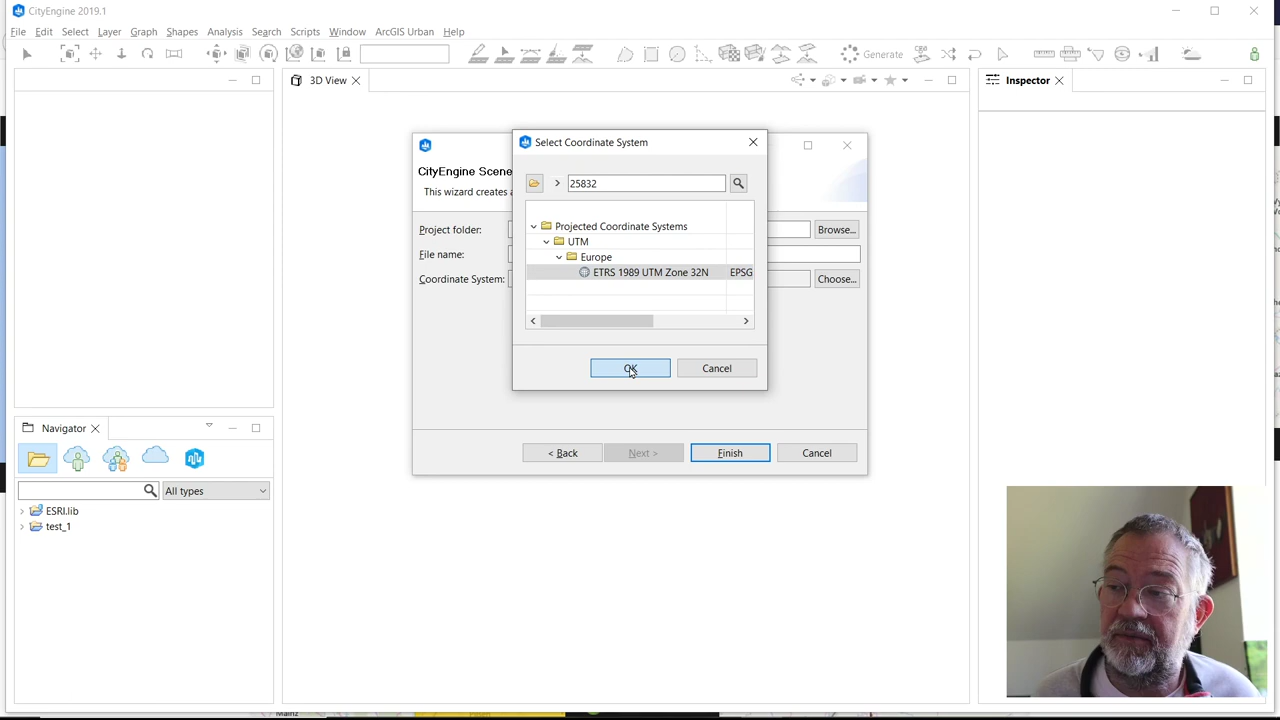 CityEngine 2019.1
File Edit Select Layer Graph Shapes Analysis Search Scripts Window ArcGIS Urban Help
Generate
3D View
Inspector
Select Coordinate System
CityEngine Scene
This wizard creates a
25832
Projected Coordinate Systems
UTM
Europe
ETRS 1989 UTM Zone 32N EPSG
Project folder:
Browse...
File name:
Coordinate System:
Choose...
OK
Cancel
< Back
Next >
Finish
Cancel
Navigator
All types
ESRI.lib
test_1
Mainz